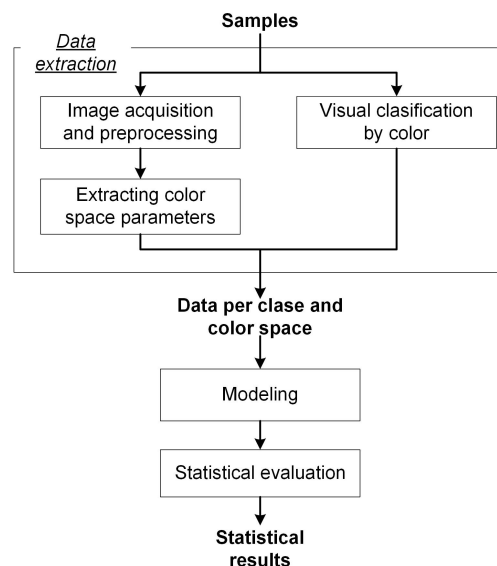 Samples
Data
extraction
Image acquisition
and preprocessing
Visual clasification
by color
Extracting color
space parameters
Data per clase and
color space
Modeling
Statistical evaluation
Statistical
results